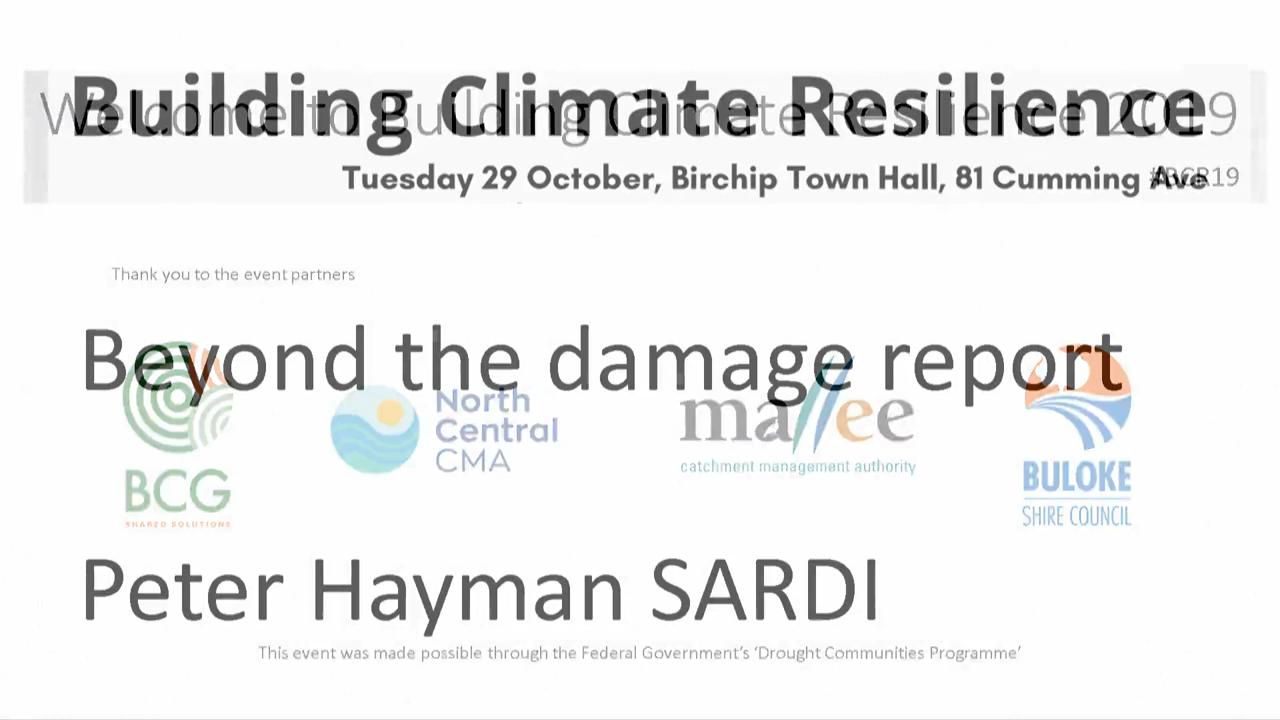 Building Climate Resilience
Welcome to Building Climate Resilience 2019
Tuesday 29 October, Birchip Town Hall, 81 Cumming Ave
#BCR19
Thank you to the event partners
Beyond the damage report
BCG
SHARED SOLUTIONS
North
Central
CMA
mallee
catchment management authority
BULOKE
SHIRE COUNCIL
Peter Hayman SARDI
This event was made possible through the Federal Government's 'Drought Communities Programme'